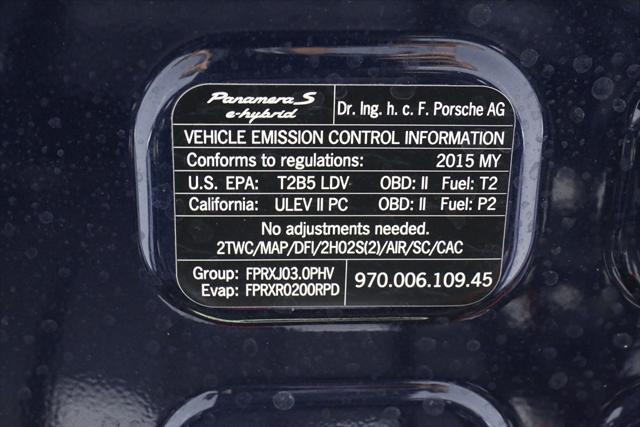 Panamera S
e-hybrid
Dr. Ing. h. c. F. Porsche AG
VEHICLE EMISSION CONTROL INFORMATION
Conforms to regulations: 2015 MY
U.S. EPA: T2B5 LDV OBD: II Fuel: T2
California: ULEV II PC OBD: II Fuel: P2
No adjustments needed.
2TWC/MAP/DFI/2HO2S(2)/AIR/SC/CAC
Group: FPRXJ03.0PHV
Evap: FPRXR0200RPD
970.006.109.45